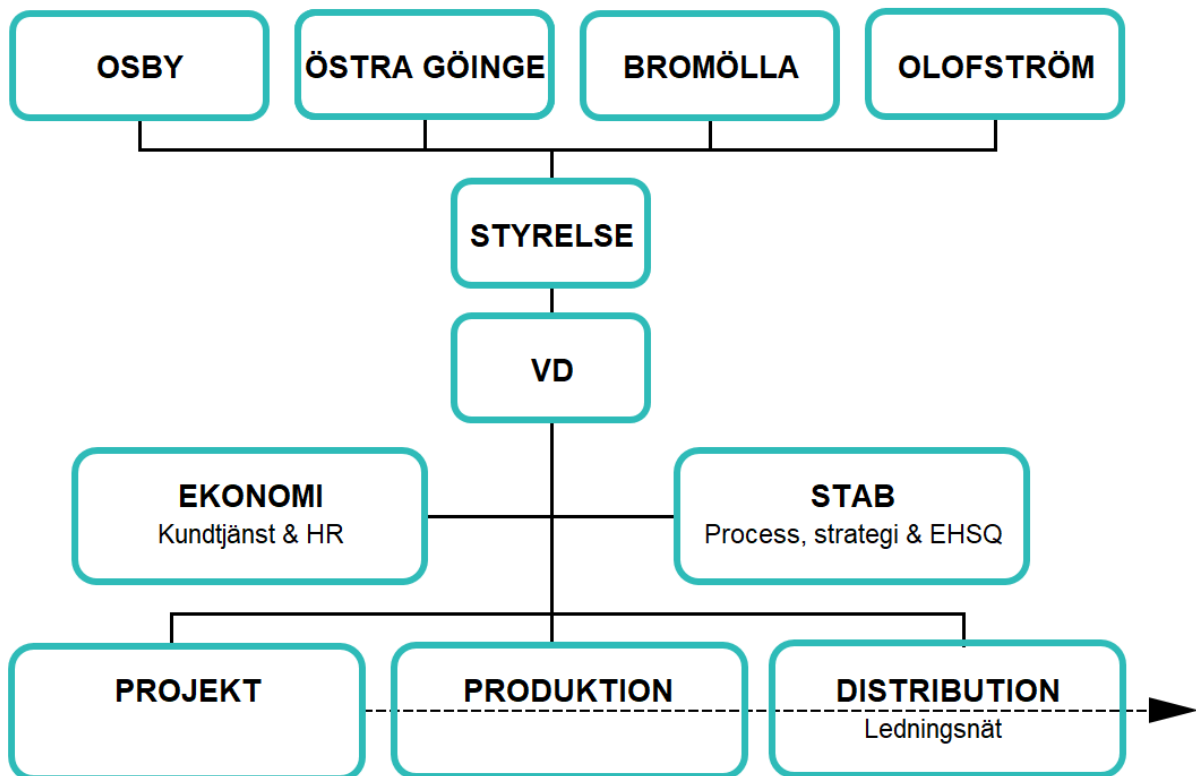 OSBY
ÖSTRA GÖINGE
BROMÖLLA
OLOFSTRÖM
STYRELSE
VD
EKONOMI
Kundtjänst & HR
STAB
Process, strategi & EHSQ
PROJEKT
PRODUKTION
DISTRIBUTION
Ledningsnät